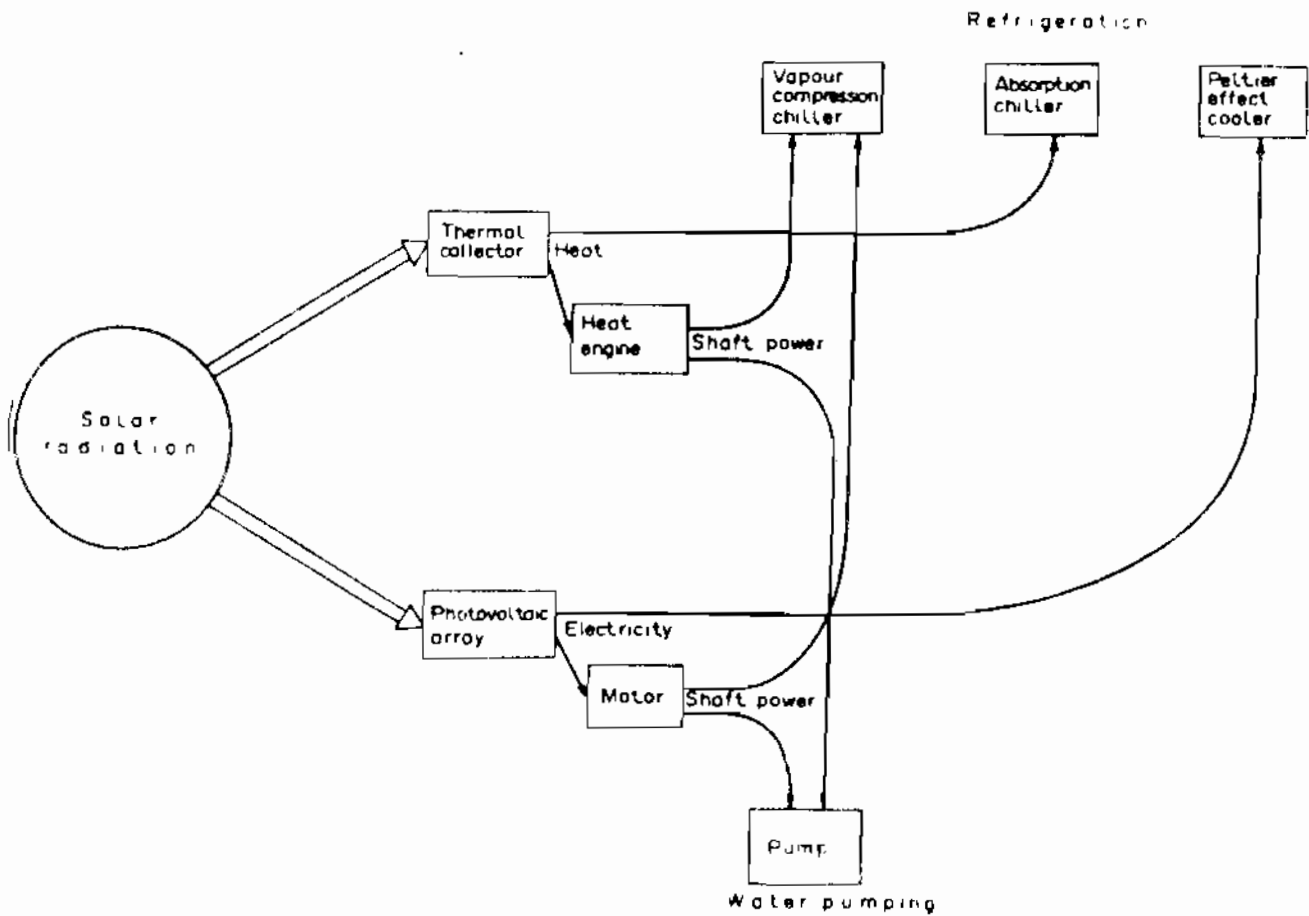 Refrigeration
Vapour
compression
chiller
Absorption
chiller
Peltier
effect
cooler
Thermal
collector
Heat
Heat
engine
Shaft power
Solar
radiation
Photovoltaic
array
Electricity
Motor
Shaft power
Pump
Water pumping